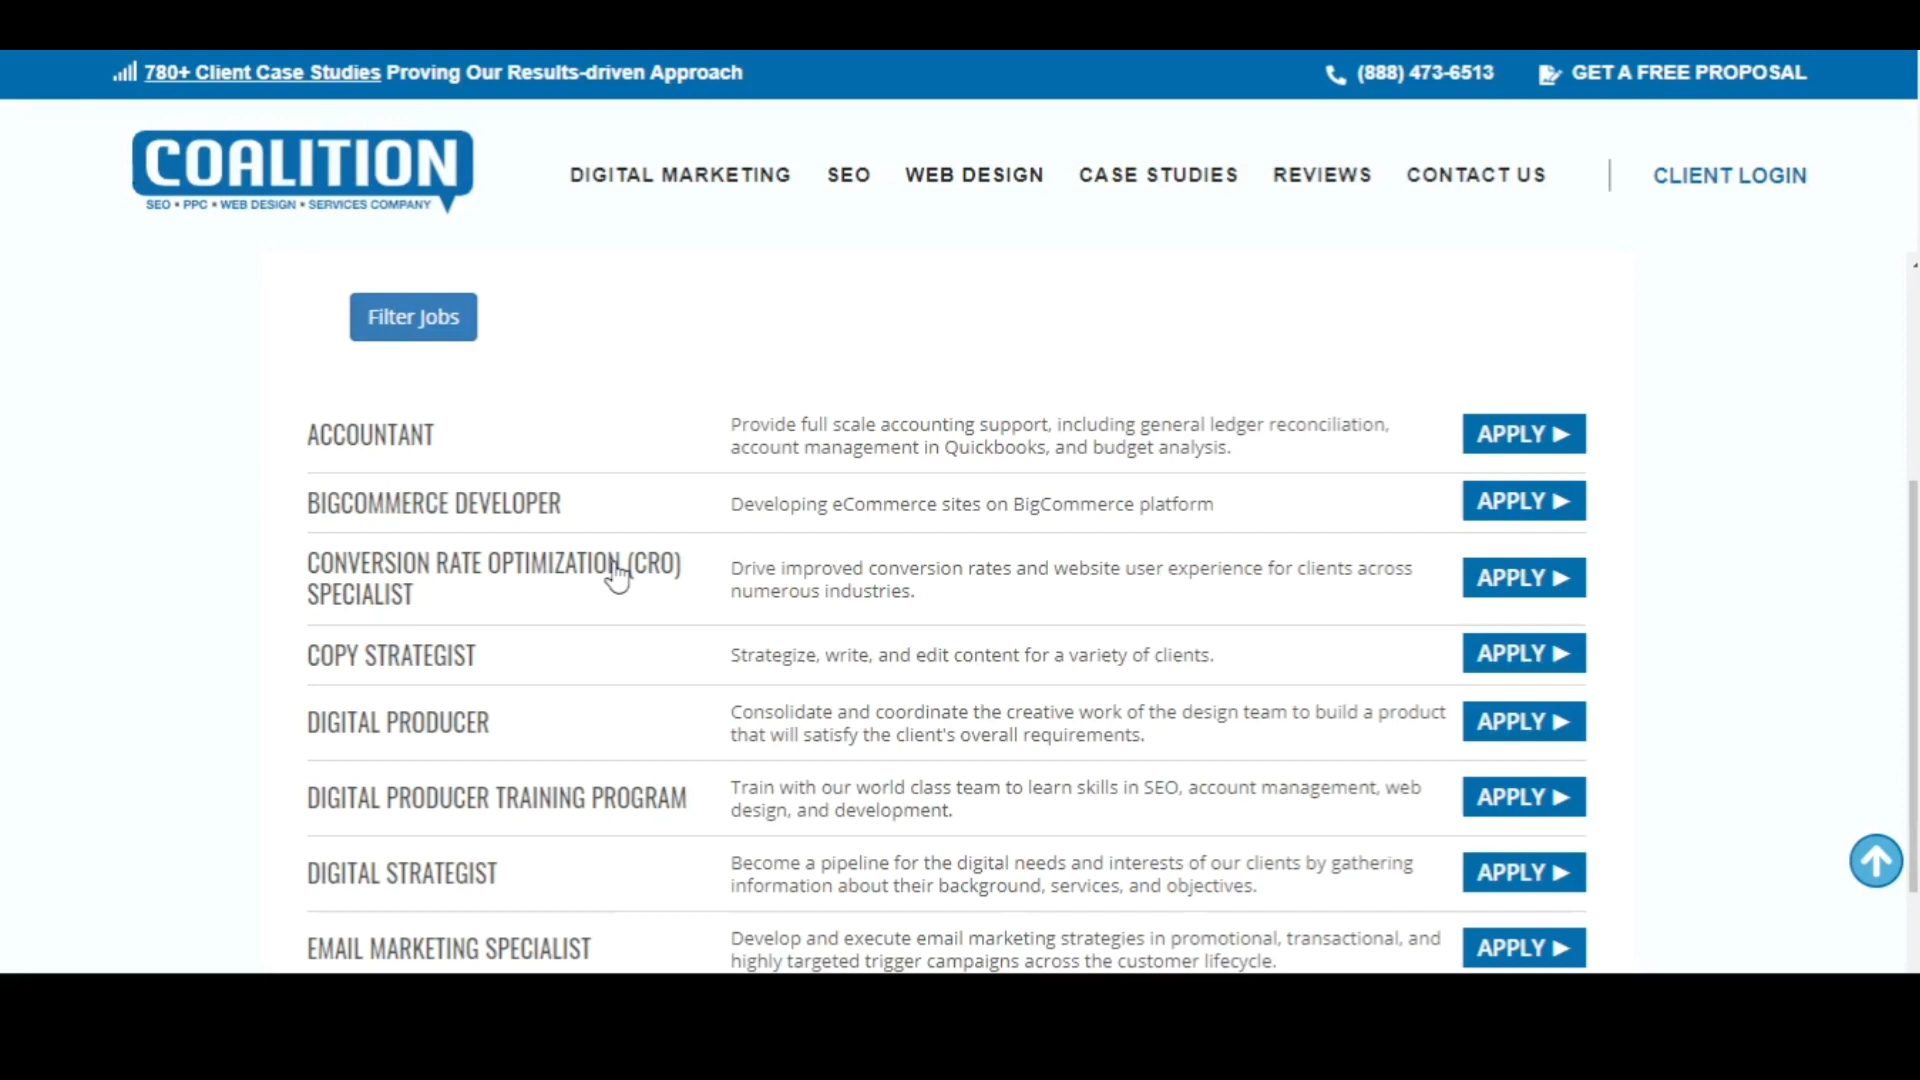 780+ Client Case Studies Proving Our Results-driven Approach
(888) 473-6513
GET A FREE PROPOSAL
COALITION
SEO • PPC • WEB DESIGN • SERVICES COMPANY
DIGITAL MARKETING
SEO
WEB DESIGN
CASE STUDIES
REVIEWS
CONTACT US
CLIENT LOGIN
Filter Jobs
ACCOUNTANT
Provide full scale accounting support, including general ledger reconciliation,
account management in Quickbooks, and budget analysis.
APPLY ▶
BIGCOMMERCE DEVELOPER
Developing eCommerce sites on BigCommerce platform
APPLY ▶
CONVERSION RATE OPTIMIZATION (CRO)
SPECIALIST
Drive improved conversion rates and website user experience for clients across
numerous industries.
APPLY ▶
COPY STRATEGIST
Strategize, write, and edit content for a variety of clients.
APPLY ▶
DIGITAL PRODUCER
Consolidate and coordinate the creative work of the design team to build a product
that will satisfy the client's overall requirements.
APPLY ▶
DIGITAL PRODUCER TRAINING PROGRAM
Train with our world class team to learn skills in SEO, account management, web
design, and development.
APPLY ▶
DIGITAL STRATEGIST
Become a pipeline for the digital needs and interests of our clients by gathering
information about their background, services, and objectives.
APPLY ▶
EMAIL MARKETING SPECIALIST
Develop and execute email marketing strategies in promotional, transactional, and
highly targeted trigger campaigns across the customer lifecycle.
APPLY ▶